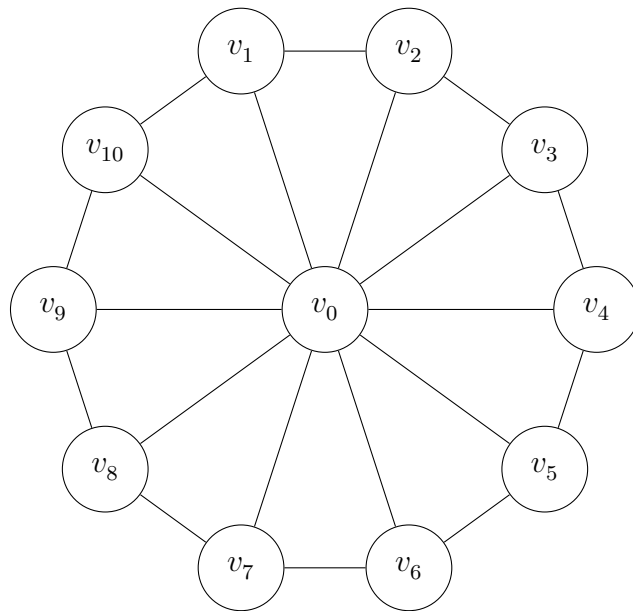 v₁ v₂
v₁₀ v₃
v₉ v₀ v₄
v₈ v₅
v₇ v₆